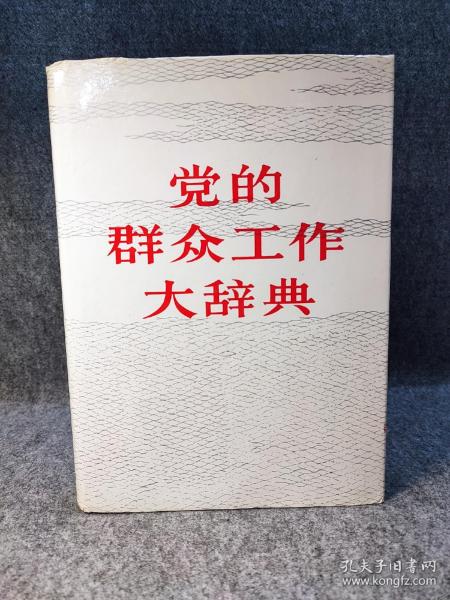 党的
群众工作
大辞典
孔夫子旧书网
www.kongfz.com